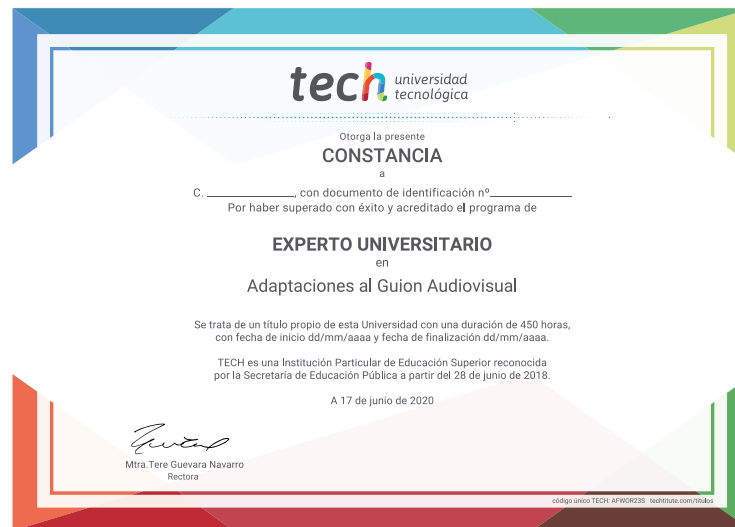 tech universidad
tecnológica
Otorga la presente
CONSTANCIA
a
C. ________________, con documento de identificación nº_______________
Por haber superado con éxito y acreditado el programa de
EXPERTO UNIVERSITARIO
en
Adaptaciones al Guion Audiovisual
Se trata de un título propio de esta Universidad con una duración de 450 horas,
con fecha de inicio dd/mm/aaaa y fecha de finalización dd/mm/aaaa.
TECH es una Institución Particular de Educación Superior reconocida
por la Secretaría de Educación Pública a partir del 28 de junio de 2018.
A 17 de junio de 2020
Mtra.Tere Guevara Navarro
Rectora
código único TECH: AFWOR23S techtitute.com/titulos